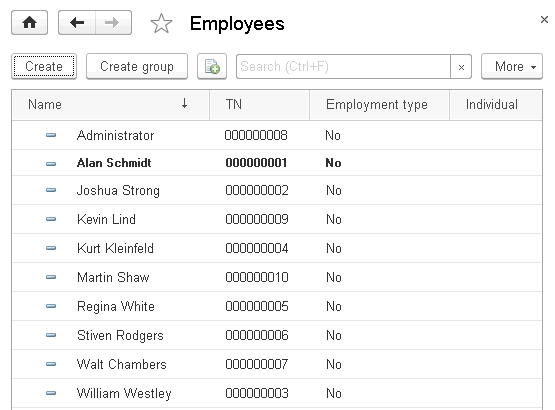 Employees
Create Create group Search (Ctrl+F) × More
Name ↓ TN Employment type Individual
Administrator 000000008 No
Alan Schmidt 000000001 No
Joshua Strong 000000002 No
Kevin Lind 000000009 No
Kurt Kleinfeld 000000004 No
Martin Shaw 000000010 No
Regina White 000000005 No
Stiven Rodgers 000000006 No
Walt Chambers 000000007 No
William Westley 000000003 No